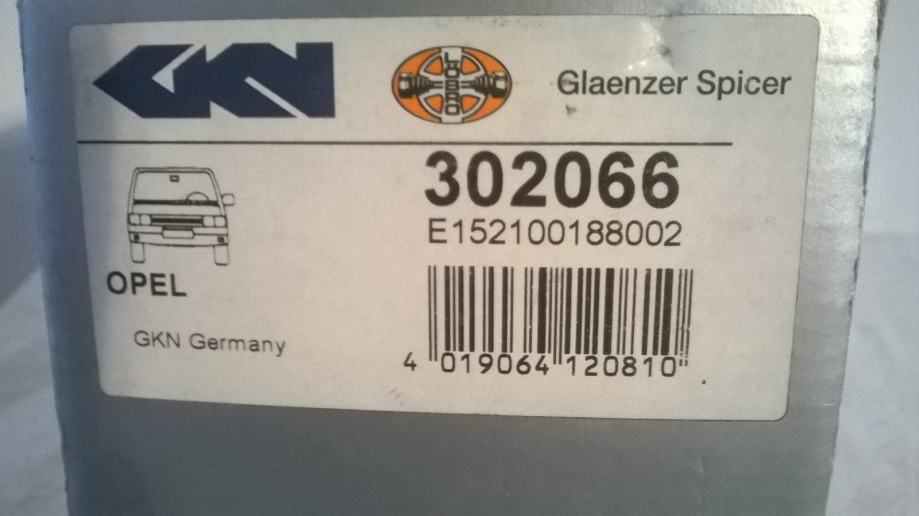 GKN
LÖBRO
Glaenzer Spicer
302066
E152100188002
OPEL
GKN Germany
4 019064 120810